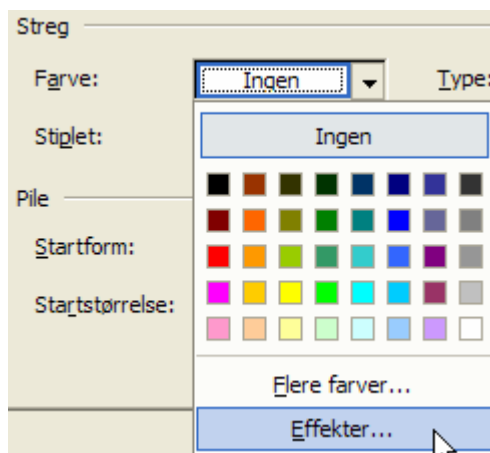 Streg
Farve:
Ingen
Type:
Stiplet:
Ingen
Pile
Startform:
Startstørrelse:
Flere farver...
Effekter...